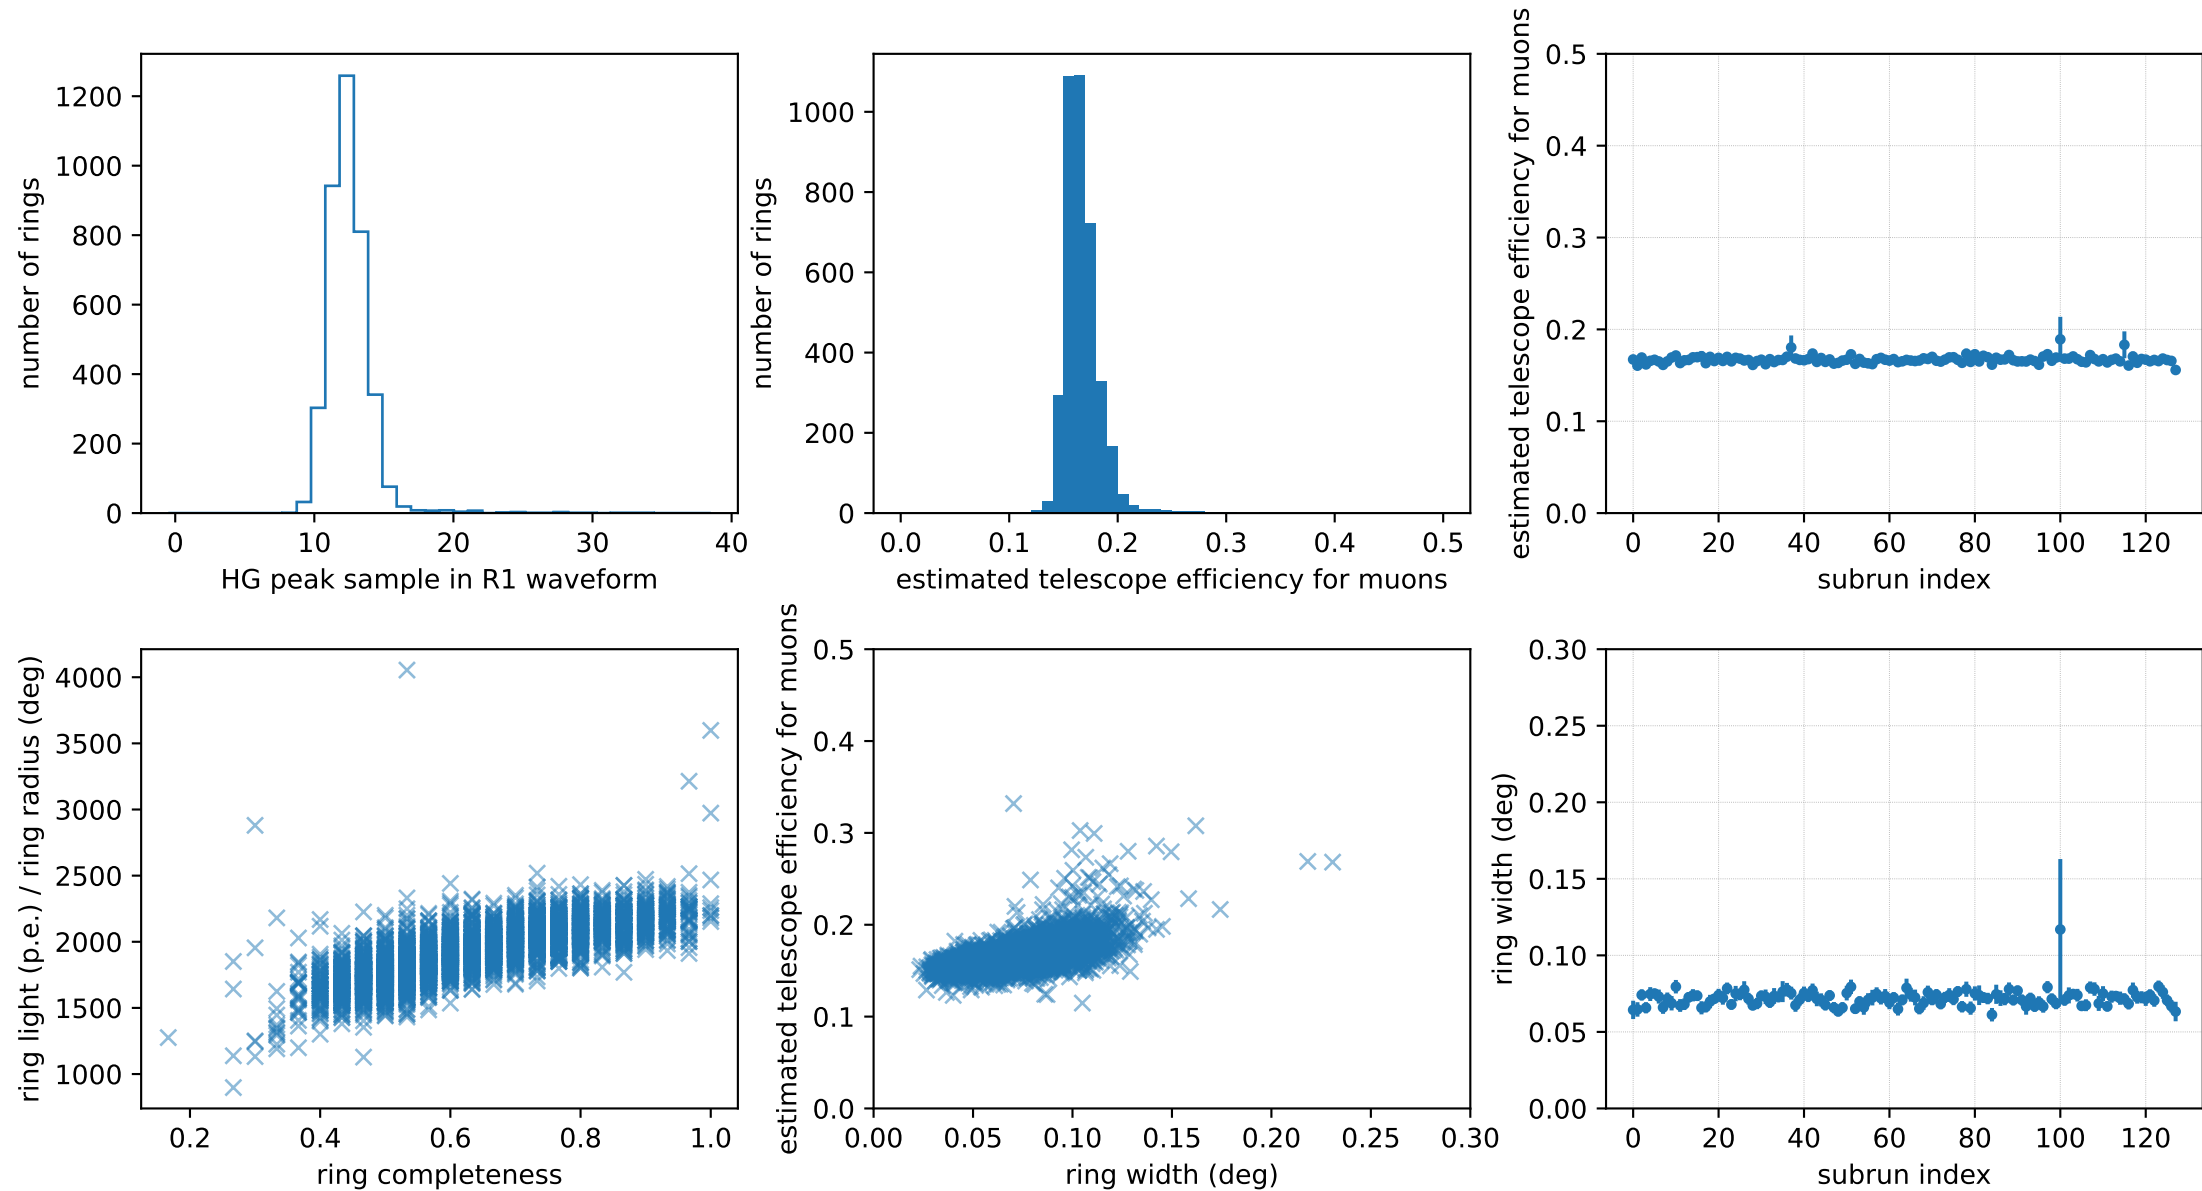 number of rings
1200
1000
800
600
400
200
0
0 10 20 30 40
HG peak sample in R1 waveform
number of rings
1000
800
600
400
200
0
0.0 0.1 0.2 0.3 0.4 0.5
estimated telescope efficiency for muons
estimated telescope efficiency for muons
0.5
0.4
0.3
0.2
0.1
0.0
0 20 40 60 80 100 120
subrun index
ring light (p.e.) / ring radius (deg)
4000
3500
3000
2500
2000
1500
1000
0.2 0.4 0.6 0.8 1.0
ring completeness
estimated telescope efficiency for muons
0.5
0.4
0.3
0.2
0.1
0.0
0.00 0.05 0.10 0.15 0.20 0.25 0.30
ring width (deg)
ring width (deg)
0.30
0.25
0.20
0.15
0.10
0.05
0.00
0 20 40 60 80 100 120
subrun index